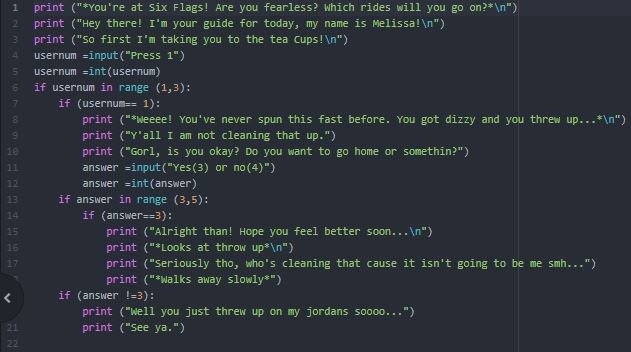 1 print ("*You're at Six Flags! Are you fearless? Which rides will you go on?*\n")
2 print ("Hey there! I'm your guide for today, my name is Melissa!\n")
3 print ("So first I'm taking you to the tea Cups!\n")
4 usernum =input("Press 1")
5 usernum =int(usernum)
6 if usernum in range (1,3):
7 if (usernum== 1):
8 print ("*Weeee! You've never spun this fast before. You got dizzy and you threw up...*\n")
9 print ("Y'all I am not cleaning that up.")
10 print ("Gorl, is you okay? Do you want to go home or somethin?")
11 answer =input("Yes(3) or no(4)")
12 answer =int(answer)
13 if answer in range (3,5):
14 if (answer==3):
15 print ("Alright than! Hope you feel better soon...\n")
16 print ("*Looks at throw up*\n")
17 print ("Seriously tho, who's cleaning that cause it isn't going to be me smh...")
print ("*Walks away slowly*")
if (answer !=3):
print ("Well you just threw up on my jordans soooo...")
21 print ("See ya.")
22